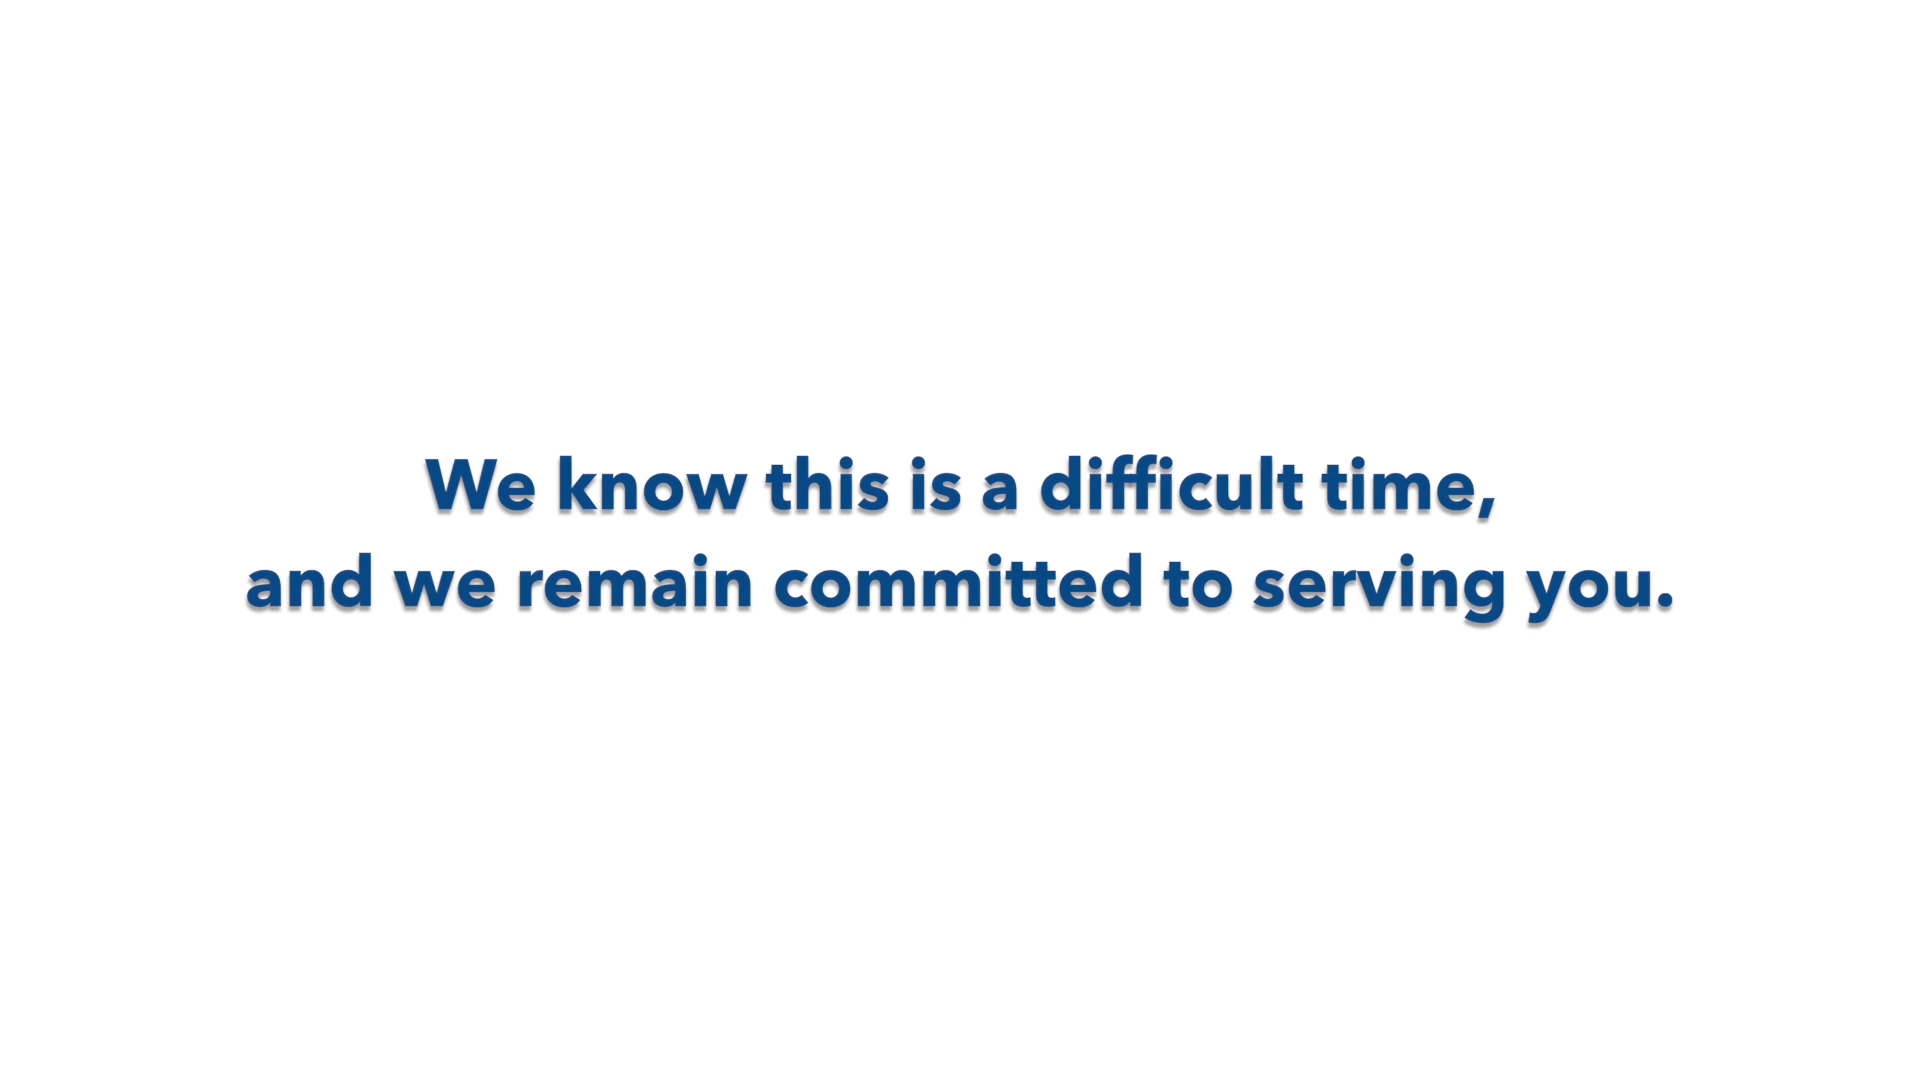 We know this is a difficult time,
and we remain committed to serving you.